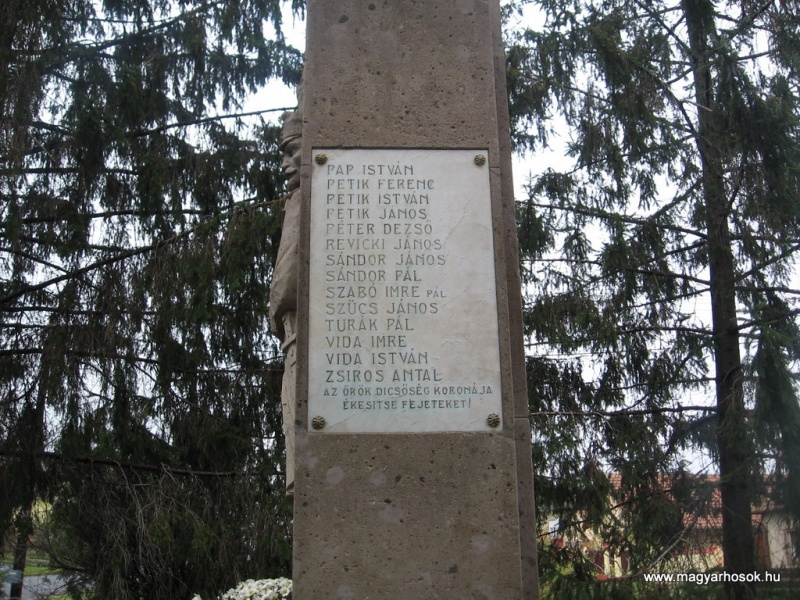 PAP ISTVÁN
PETIK FERENC
PETIK ISTVÁN
PETIK JÁNOS
PÉTER DEZSŐ
REVICKI JÁNOS
SÁNDOR JÁNOS
SÁNDOR PÁL
SZABÓ IMRE PÁL
SZŰCS JÁNOS
TURÁK PÁL
VIDA IMRE
VIDA ISTVÁN
ZSIROS ANTAL
AZ ÖRÖK DICSŐSÉG KORONÁJA
ÉKESITSE FEJETEKET!
www.magyarhosok.hu